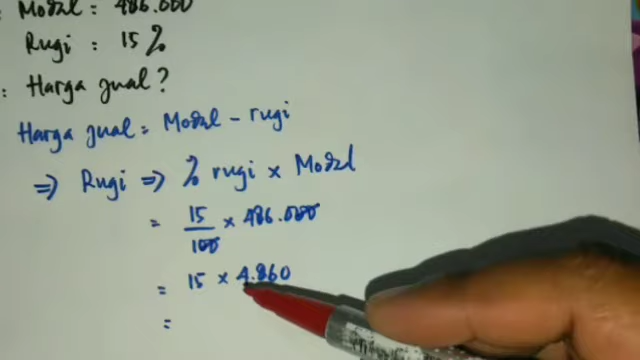 : Modal = 486.000
Rugi : 15 %
: Harga jual ?
Harga jual = Modal - rugi
⇒ Rugi ⇒ % rugi × Modal
= 15/100 × 486.000
= 15 × 4.860
=